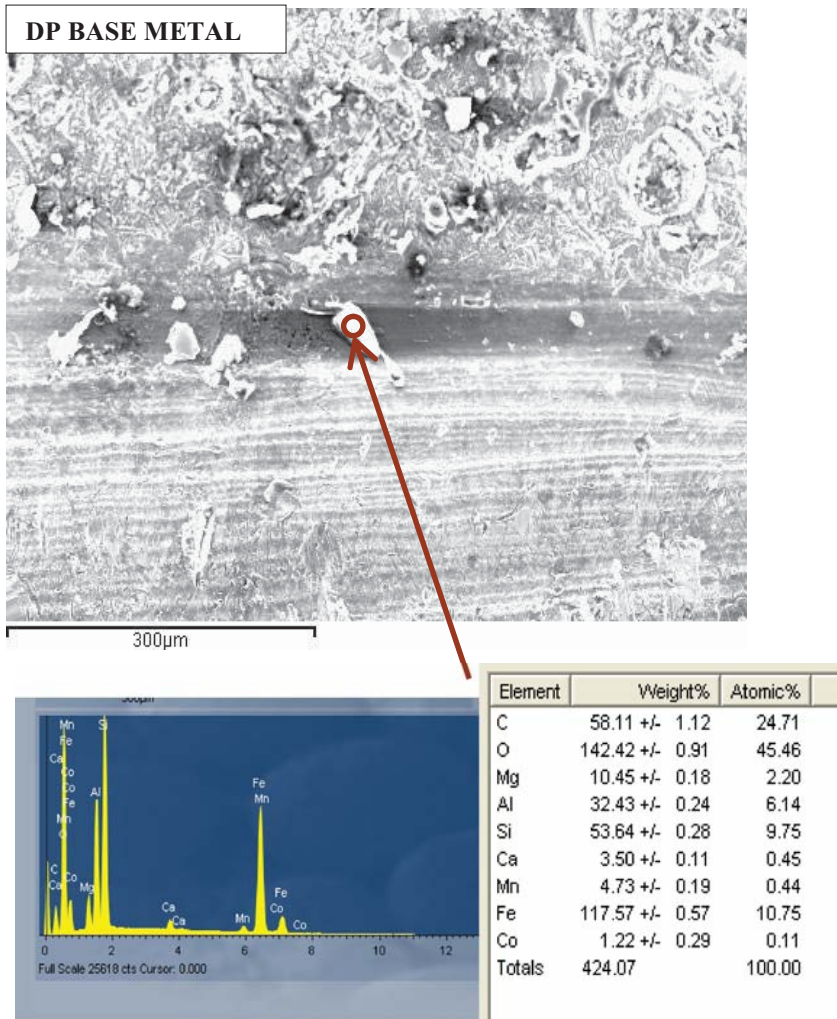 DP BASE METAL
300µm
Mn
Si
Fe
Ca
Co
Co
Al
Fe
Mn
O
C
Co
Ca
Mg
Ca
Ca
Mn
Fe
Mn
Fe
Co
Co
0 2 4 6 8 10 12
Full Scale 25618 cts Cursor: 0.000
Element Weight% Atomic%
C 58.11 +/- 1.12 24.71
O 142.42 +/- 0.91 45.46
Mg 10.45 +/- 0.18 2.20
Al 32.43 +/- 0.24 6.14
Si 53.64 +/- 0.28 9.75
Ca 3.50 +/- 0.11 0.45
Mn 4.73 +/- 0.19 0.44
Fe 117.57 +/- 0.57 10.75
Co 1.22 +/- 0.29 0.11
Totals 424.07 100.00